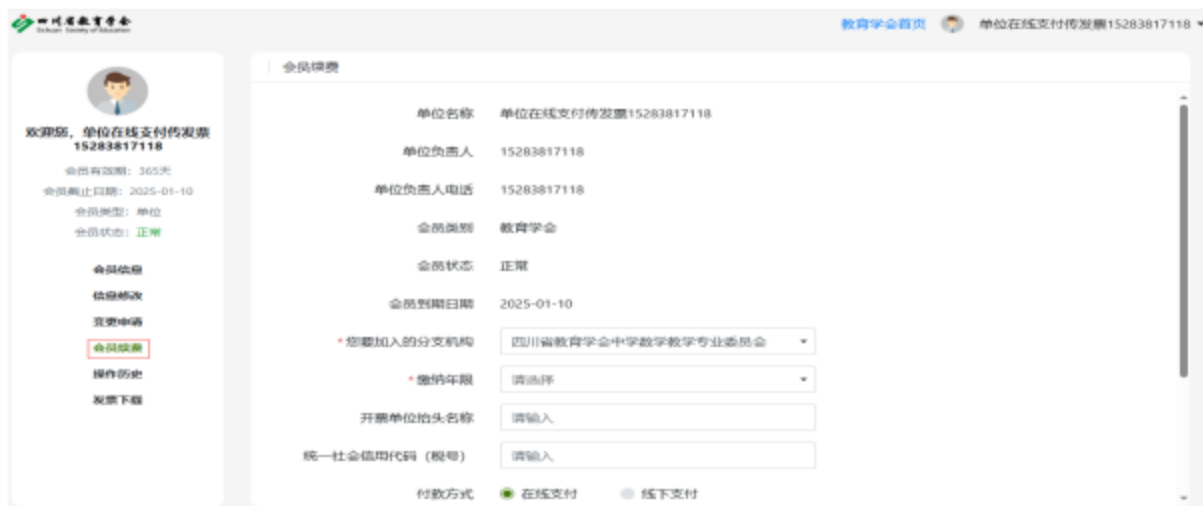 四川省教育学会
SiChuan Society of Education
教育学会首页
单位在线支付传发票15283817118
欢迎您，单位在线支付传发票
15283817118
会员有效期：365天
会员截止日期：2025-01-10
会员类型：单位
会员状态：正常
会员信息
信息修改
变更申请
会员续费
操作历史
发票下载
会员续费
单位名称 单位在线支付传发票15283817118
单位负责人 15283817118
单位负责人电话 15283817118
会员类别 教育学会
会员状态 正常
会员到期日期 2025-01-10
*您要加入的分支机构 四川省教育学会中学数学教学专业委员会
*缴纳年限 请选择
开票单位抬头名称 请输入
统一社会信用代码（税号） 请输入
付款方式 在线支付 线下支付